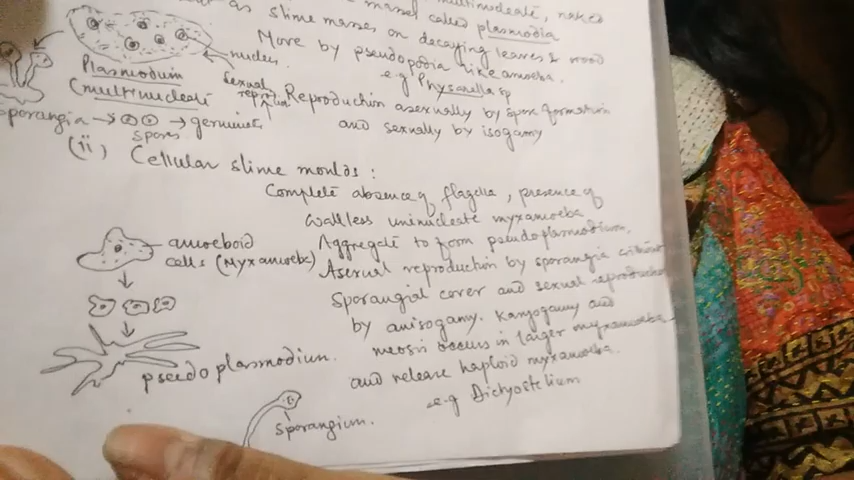 multinucleate, naked
as slime masses on called plasmodia
Move by decaying leaves & wood
pseudopodia like amoeba.
e.g Physarella sp
nucleus.
Plasmodium
(multinucleate
Sexual
Reproduction asexually by spore formation
and sexually by isogamy
sporangia → → germinate
spores
(ii) Cellular slime moulds:
Complete absence of flagella, presence of
wallless uninucleate myxamoeba
Aggregate to form pseudoplasmodium.
Asexual reproduction by sporangia without
Sporangial cover and sexual reproduction
by anisogamy. Karyogamy and
meosis occurs in larger myxamoeba
and release haploid myxamoeba.
e.g Dictyostelium
amoeboid
cells (Myxamoeba)
pseudoplasmodium.
sporangium.